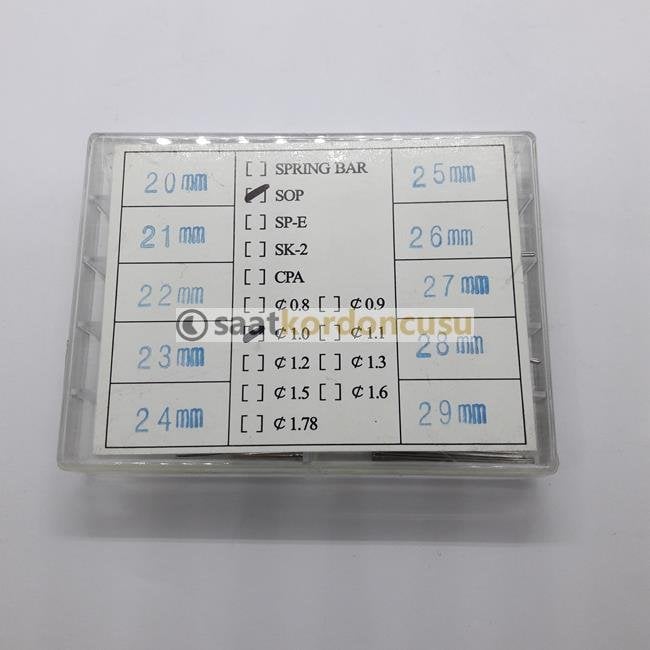 20mm
21mm
22mm
23mm
24mm
[ ] SPRING BAR
[ ] SOP
[ ] SP-E
[ ] SK-2
[ ] CPA
[ ] ¢ 0.8 [ ] ¢ 0.9
[ ] ¢ 1.0 [ ] ¢ 1.1
[ ] ¢ 1.2 [ ] ¢ 1.3
[ ] ¢ 1.5 [ ] ¢ 1.6
[ ] ¢ 1.78
25mm
26mm
27mm
28mm
29mm
saatkordoncusu